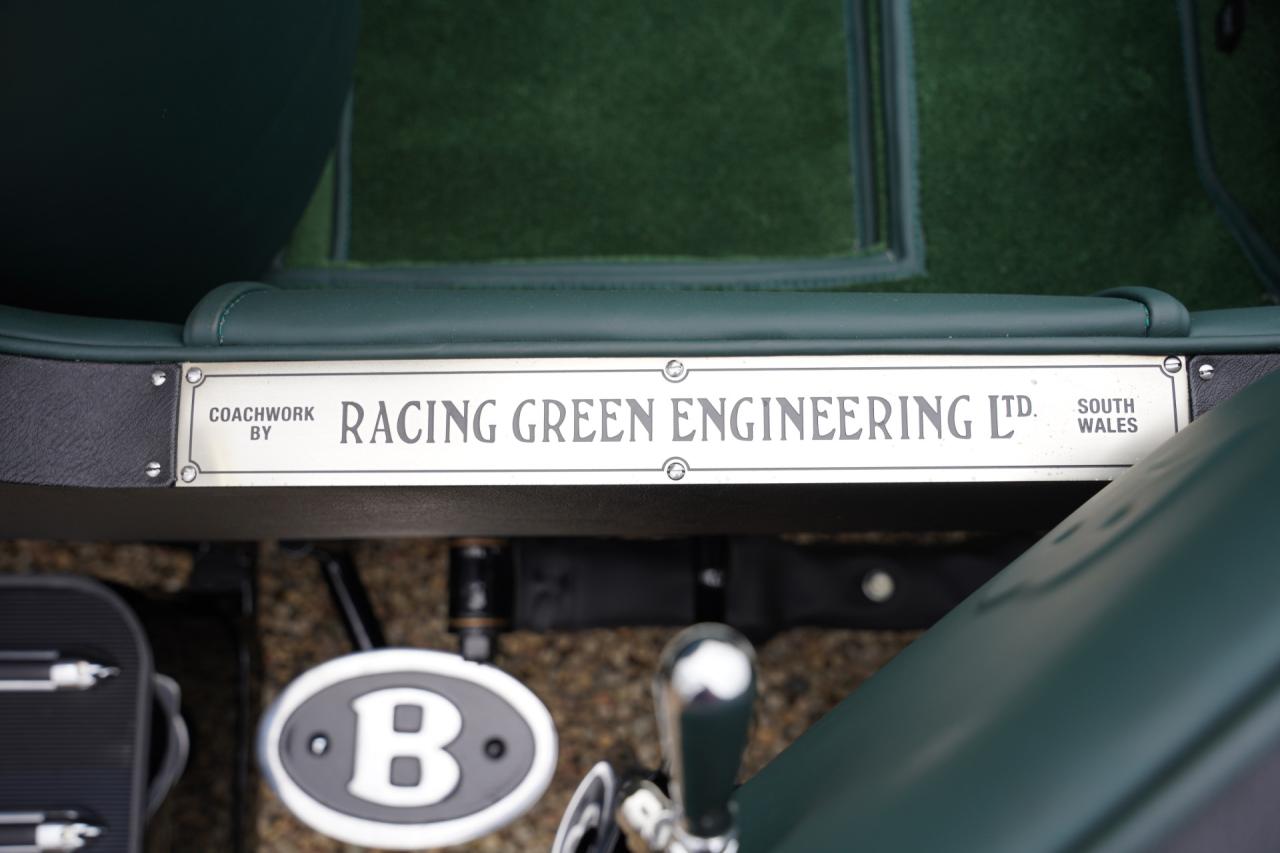 COACHWORK
BY
RACING GREEN ENGINEERING LTD.
SOUTH
WALES
B